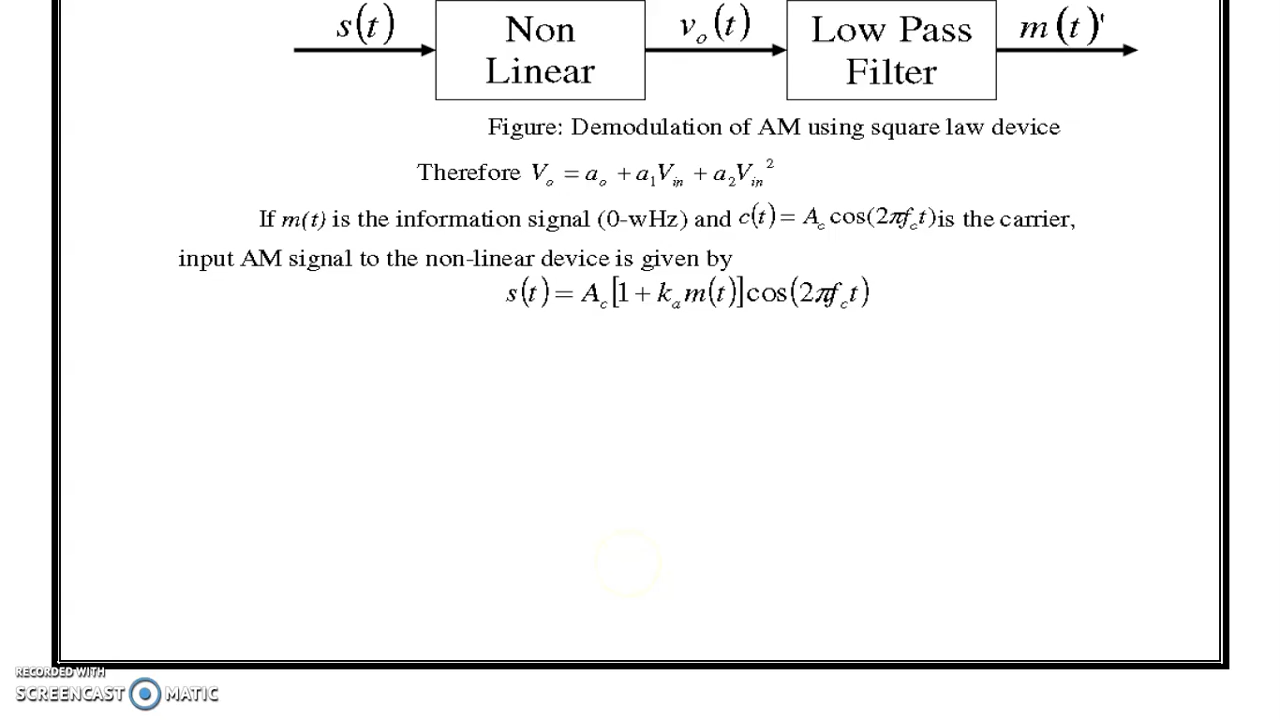 s(t) Non Linear v_o(t) Low Pass Filter m(t)'
Figure: Demodulation of AM using square law device
Therefore V_o = a_o + a_1V_in + a_2V_in^2
If m(t) is the information signal (0-wHz) and c(t) = A_c cos(2πf_ct) is the carrier,
input AM signal to the non-linear device is given by
s(t) = A_c[1 + k_a m(t)]cos(2πf_ct)
RECORDED WITH
SCREENCAST MATIC